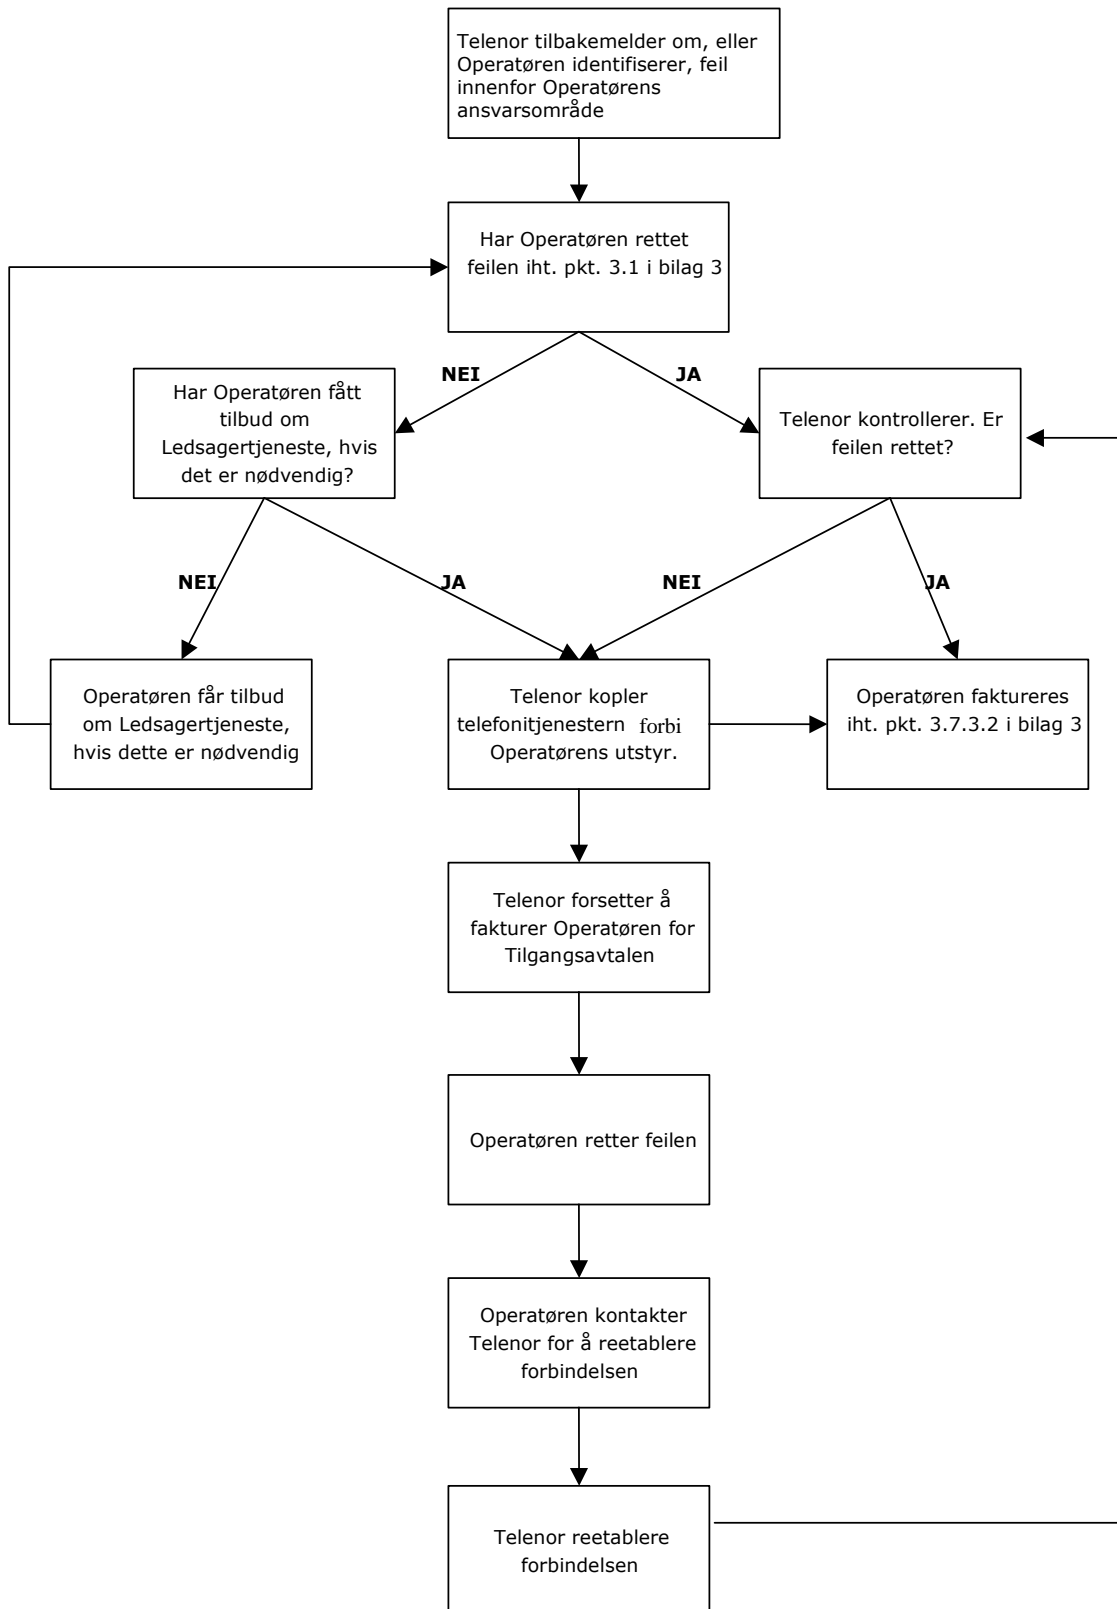 Telenor tilbakemelder om, eller
Operatøren identifiserer, feil
innenfor Operatørens
ansvarsområde
Har Operatøren rettet
feilen iht. pkt. 3.1 i bilag 3
NEI
JA
Har Operatøren fått
tilbud om
Ledsagertjeneste, hvis
det er nødvendig?
Telenor kontrollerer. Er
feilen rettet?
NEI
JA
NEI
JA
Operatøren får tilbud
om Ledsagertjeneste,
hvis dette er nødvendig
Telenor kopler
telefonitjenestern forbi
Operatørens utstyr.
Operatøren faktureres
iht. pkt. 3.7.3.2 i bilag 3
Telenor forsetter å
fakturer Operatøren for
Tilgangsavtalen
Operatøren retter feilen
Operatøren kontakter
Telenor for å reetablere
forbindelsen
Telenor reetablere
forbindelsen